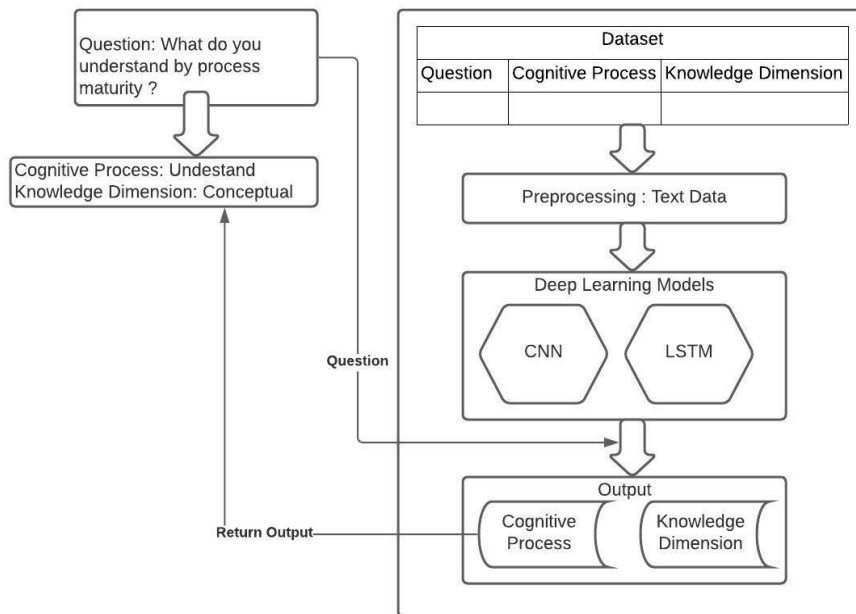 Question: What do you
understand by process
maturity ?
Cognitive Process: Undestand
Knowledge Dimension: Conceptual
Question
Return Output
Dataset
Question Cognitive Process Knowledge Dimension
Preprocessing : Text Data
Deep Learning Models
CNN LSTM
Output
Cognitive
Process
Knowledge
Dimension